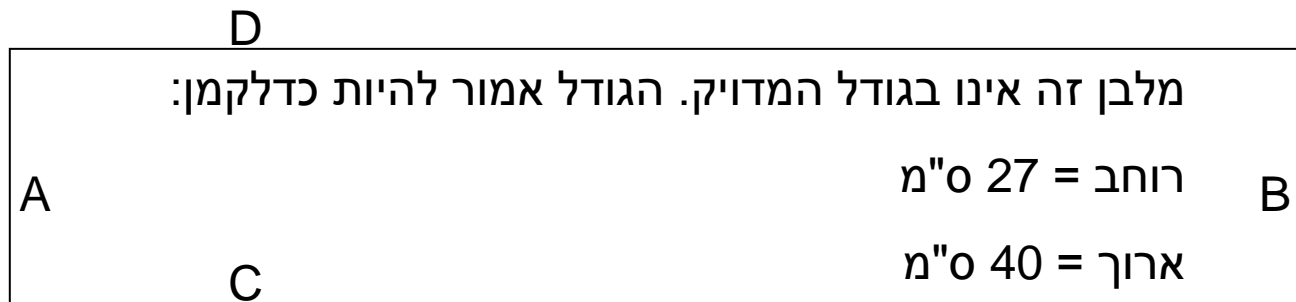 D
מלבן זה אינו בגודל המדויק. הגודל אמור להיות כדלקמן:
רוחב = 27 ס"מ
A
B
ארוך = 40 ס"מ
C